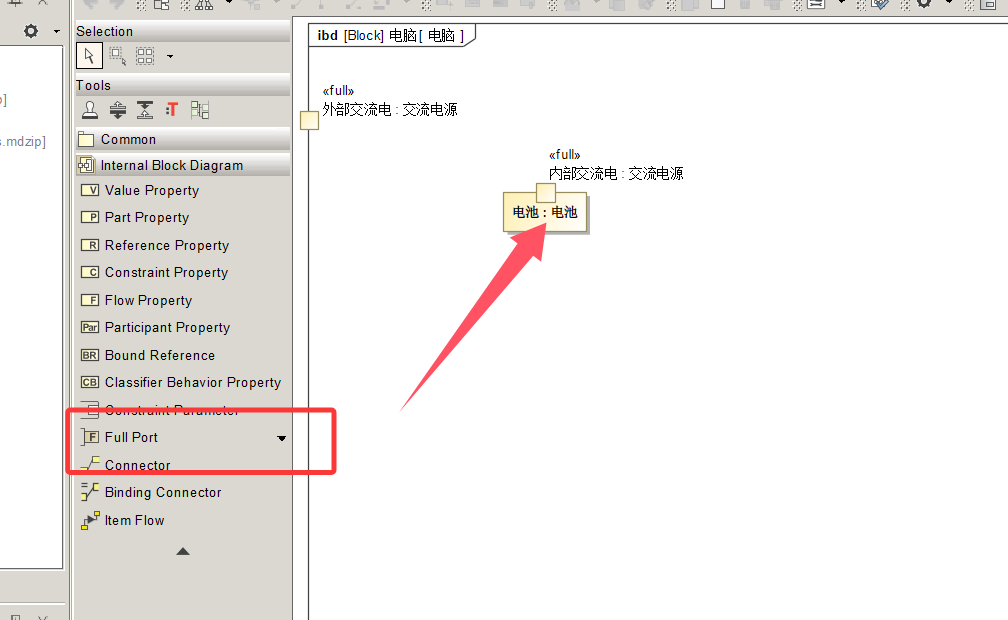 Selection
Tools
Common
Internal Block Diagram
V Value Property
P Part Property
R Reference Property
C Constraint Property
F Flow Property
Par Participant Property
BR Bound Reference
CB Classifier Behavior Property
Constraint Parameter
F Full Port
Connector
Binding Connector
Item Flow
]
s.mdzip]
ibd [Block] 电脑[ 电脑 ]
«full»
外部交流电 : 交流电源
«full»
内部交流电 : 交流电源
电池 : 电池